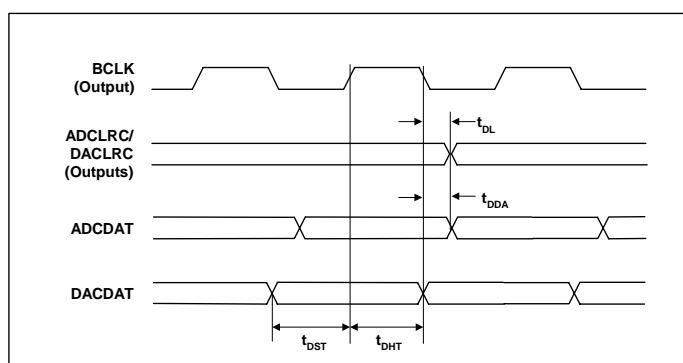 BCLK
(Output)
tDL
ADCLRC/
DACLRC
(Outputs)
tDDA
ADCDAT
DACDAT
tDST
tDHT